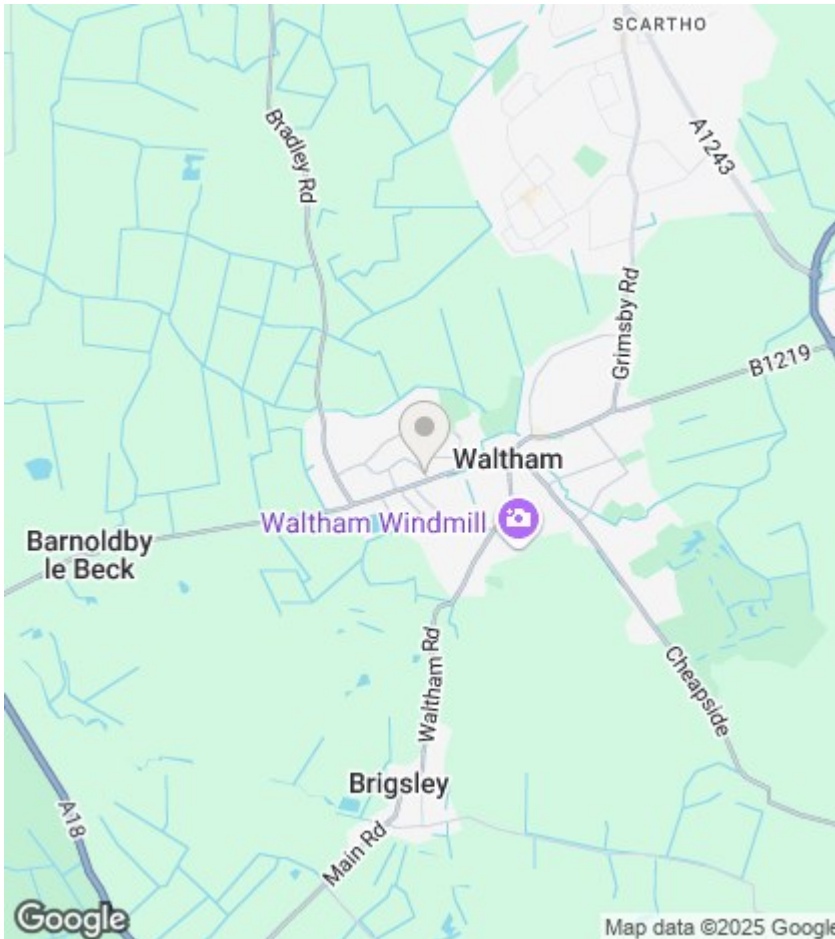 SCARTHO
A1243
Bradley Rd
Grimsby Rd
B1219
Waltham
Waltham Windmill
Barnoldby
le Beck
Waltham Rd
Cheapside
Brigsley
A18
Main Rd
Google
Map data ©2025 Google